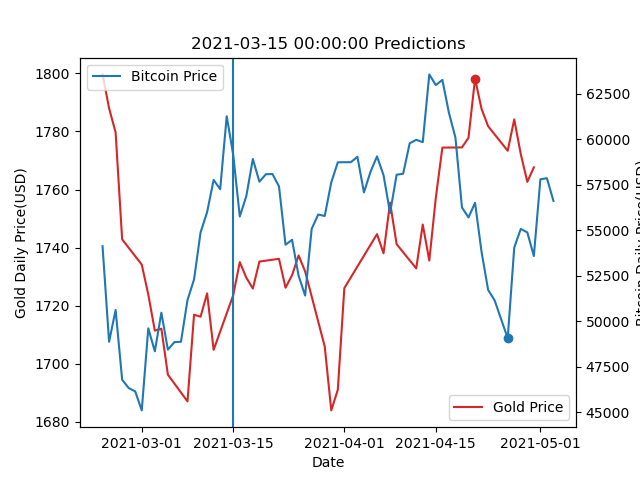 2021-03-15 00:00:00 Predictions
Bitcoin Price
Gold Price
Gold Daily Price(USD)
1800
1780
1760
1740
1720
1700
1680
62500
60000
57500
55000
52500
50000
47500
45000
Bitcoin Daily Price(USD)
2021-03-01 2021-03-15 2021-04-01 2021-04-15 2021-05-01
Date